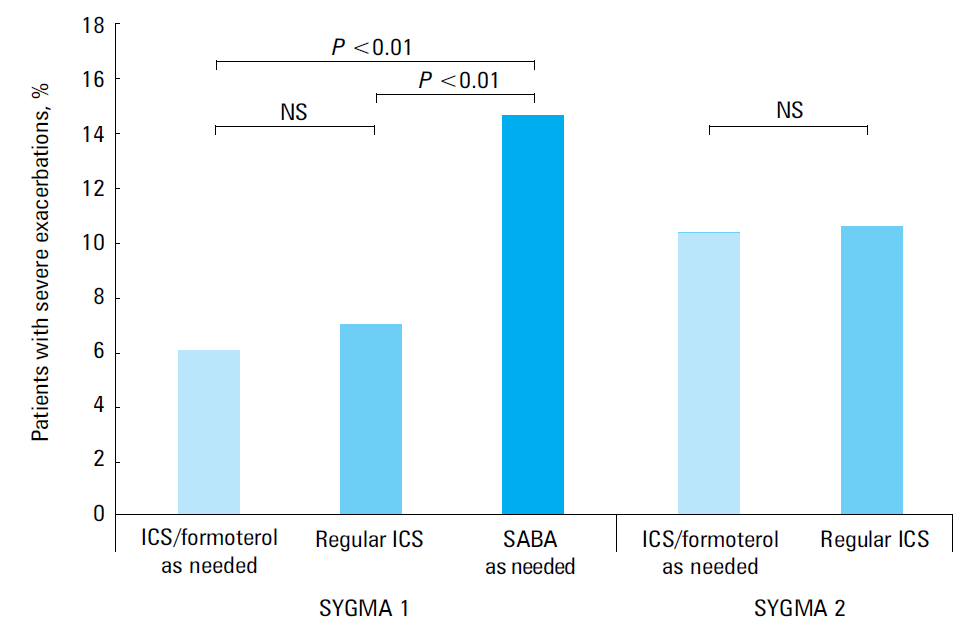 Patients with severe exacerbations, %
18
16
14
12
10
8
6
4
2
0
P <0.01
P <0.01
NS
NS
ICS/formoterol
as needed
Regular ICS
SABA
as needed
ICS/formoterol
as needed
Regular ICS
SYGMA 1
SYGMA 2